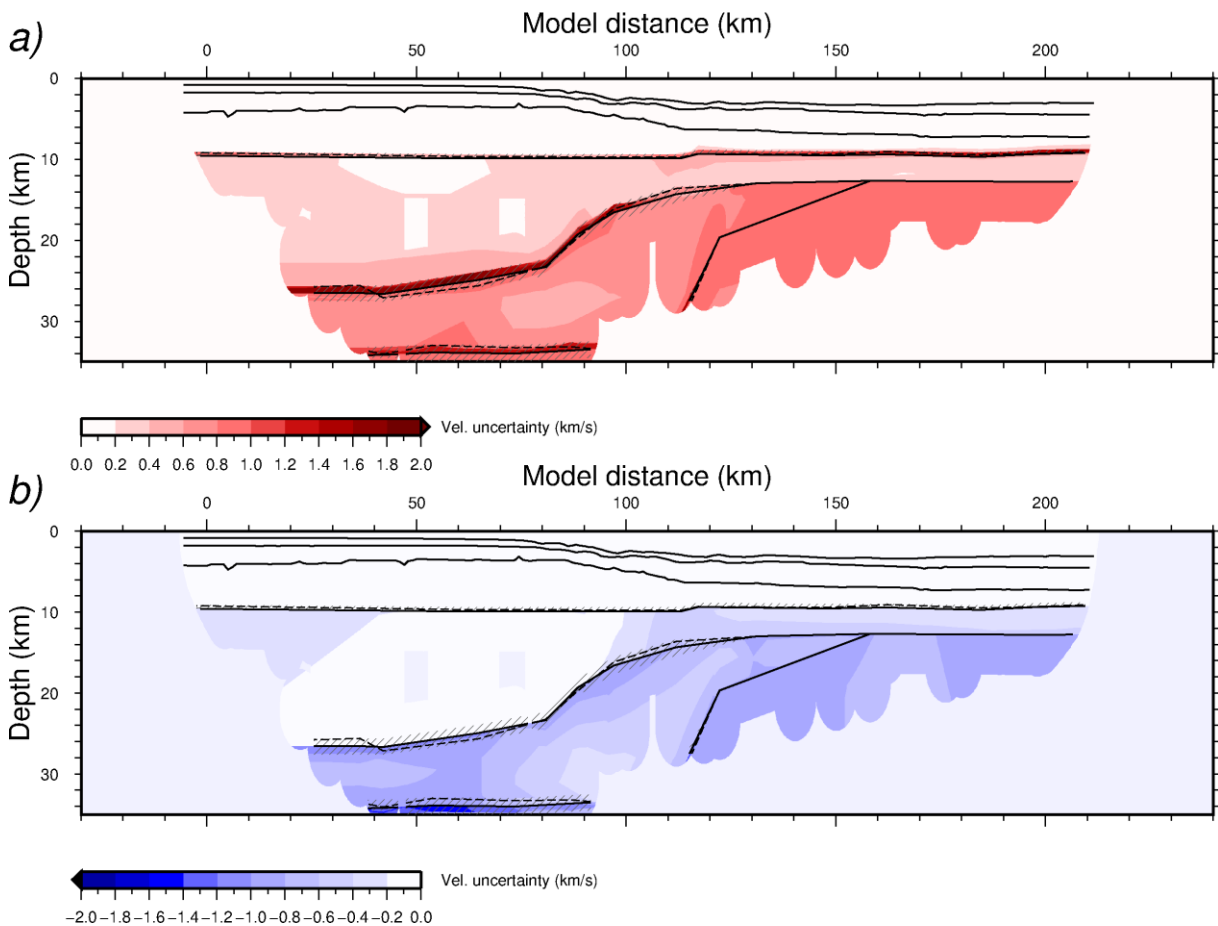 a)
Model distance (km)
0 50 100 150 200
Depth (km)
0
10
20
30
Vel. uncertainty (km/s)
0.0 0.2 0.4 0.6 0.8 1.0 1.2 1.4 1.6 1.8 2.0
b)
Model distance (km)
0 50 100 150 200
Depth (km)
0
10
20
30
Vel. uncertainty (km/s)
−2.0 −1.8 −1.6 −1.4 −1.2 −1.0 −0.8 −0.6 −0.4 −0.2 0.0